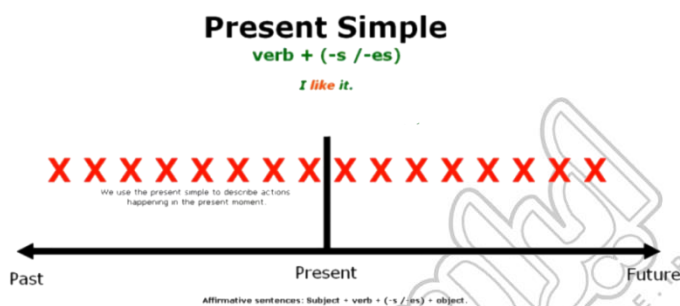 Present Simple
verb + (-s /-es)
I like it.
X X X X X X X X X X X X X X X X
We use the present simple to describe actions
happening in the present moment.
Past
Present
Future
Affirmative sentences: Subject + verb + (-s /-es) + object.